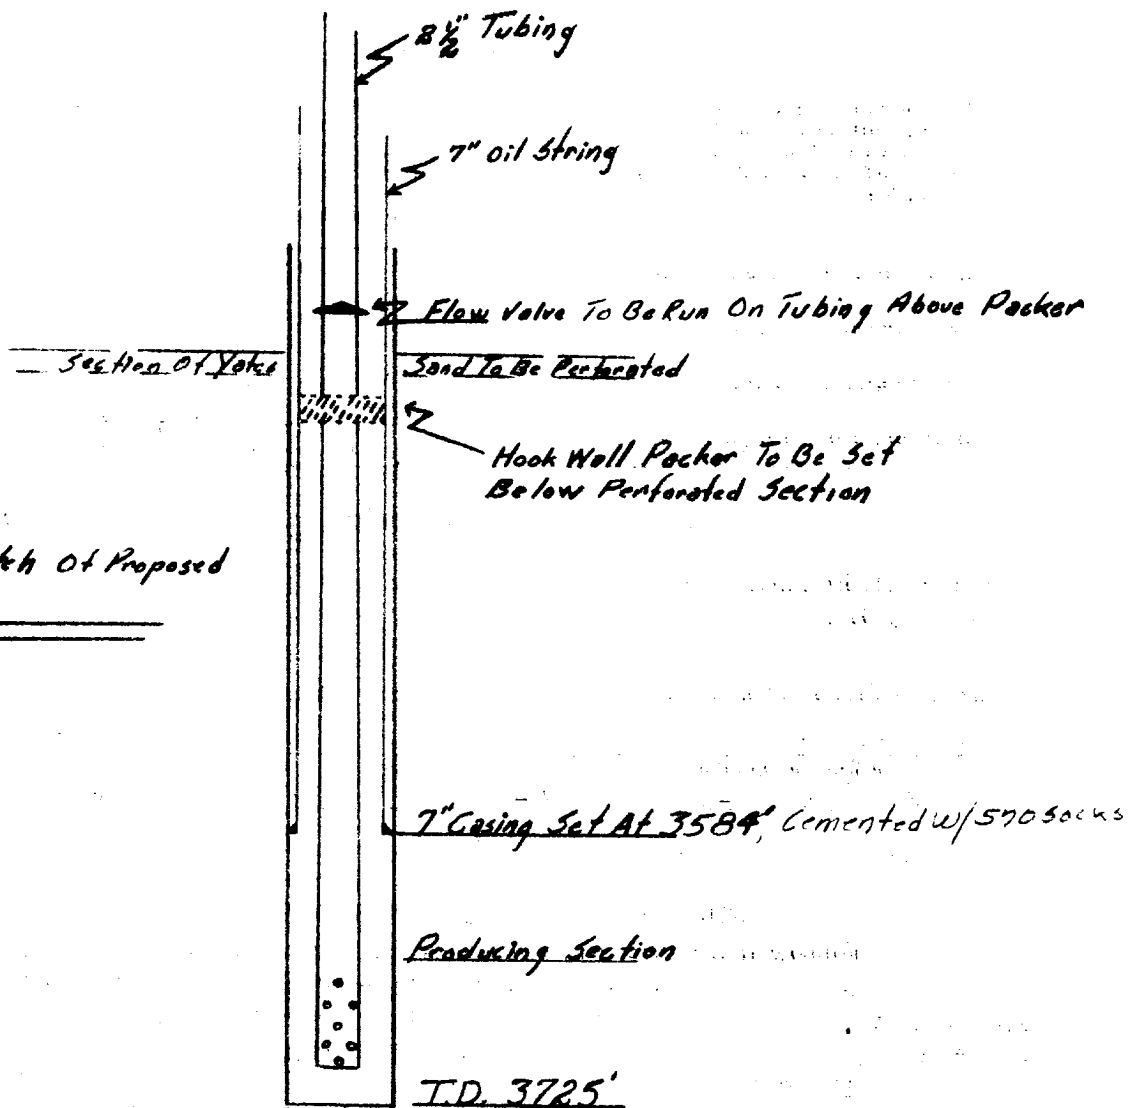 2 1/2" Tubing
7" Oil String
Flow Valve To Be Run On Tubing Above Packer
Section Of Yates Sand To Be Perforated
Hook Wall Packer To Be Set
Below Perforated Section
Of Proposed
7" Casing Set At 3584', Cemented W/ 570 Sacks
Producing Section
T.D. 3725'